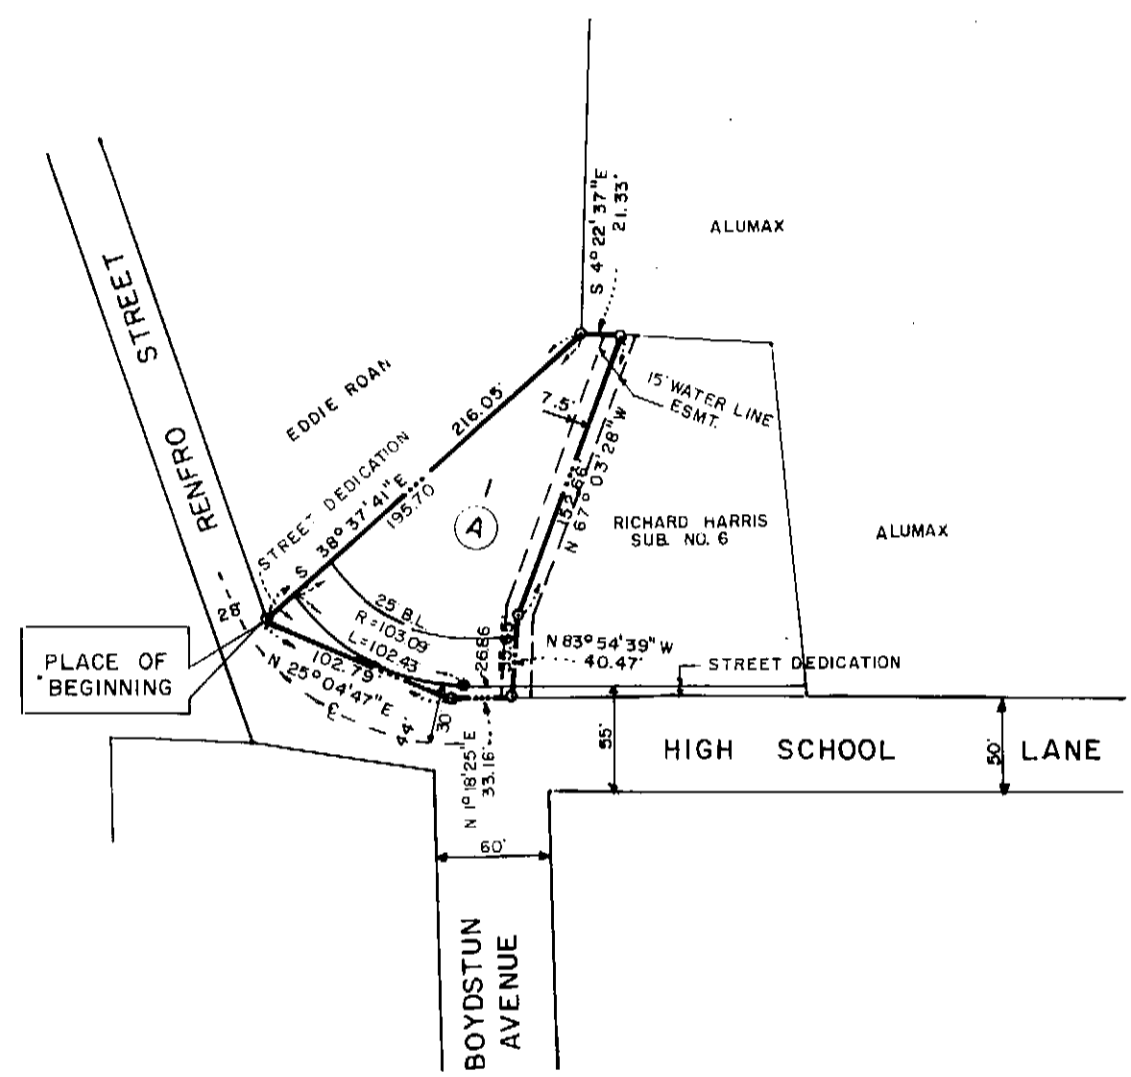 S 4° 22' 37" E
21.33'
ALUMAX
RENFRO STREET
EDDIE ROAN
216.05'
15' WATER LINE
ESMT.
7.5'
STREET DEDICATION
S 38° 37' 41" E
195.70
A
152.66'
N 67° 03' 28" W
RICHARD HARRIS
SUB. NO. 6
ALUMAX
28'
25' B.L.
R = 103.09'
L = 102.43
26.86
N 83° 54' 39" W
40.47'
STREET DEDICATION
PLACE OF
BEGINNING
102.79'
N 25° 04' 47" E
44'
30'
N 1° 18' 25" E
33.16'
55'
HIGH SCHOOL LANE
50'
60'
BOYDSTUN
AVENUE